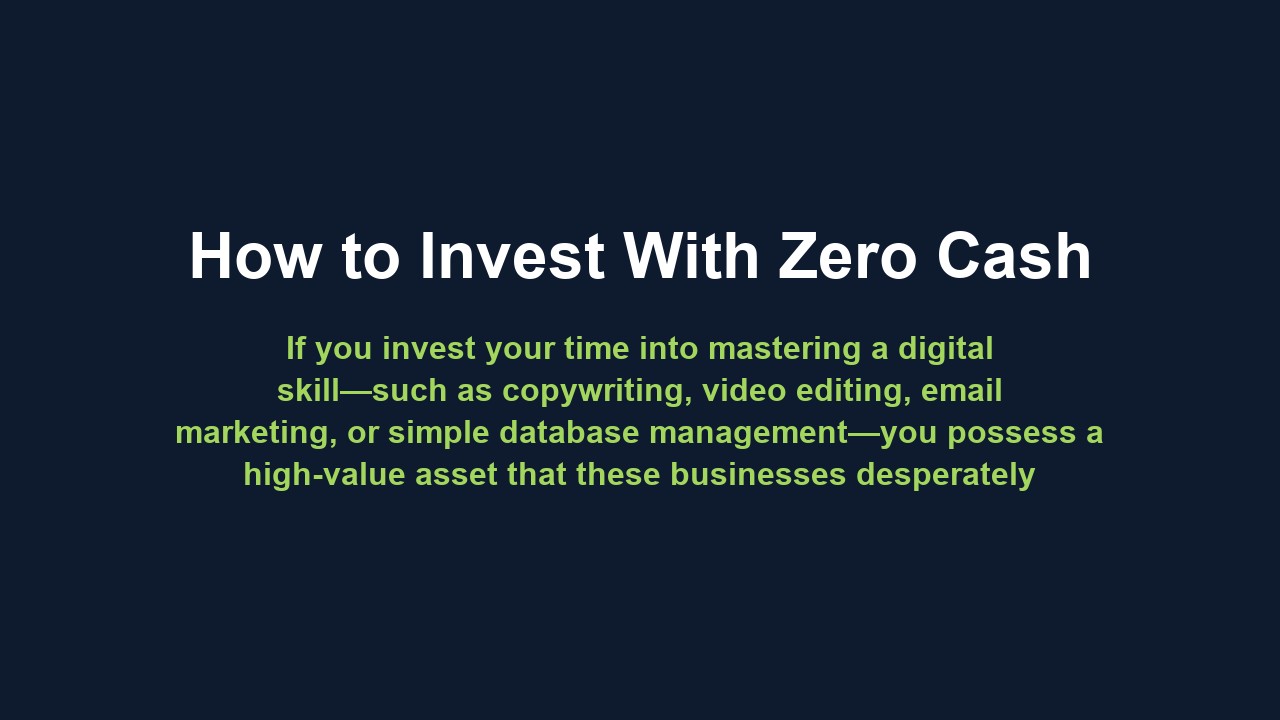 How to Invest With Zero Cash
If you invest your time into mastering a digital
skill—such as copywriting, video editing, email
marketing, or simple database management—you possess a
high-value asset that these businesses desperately